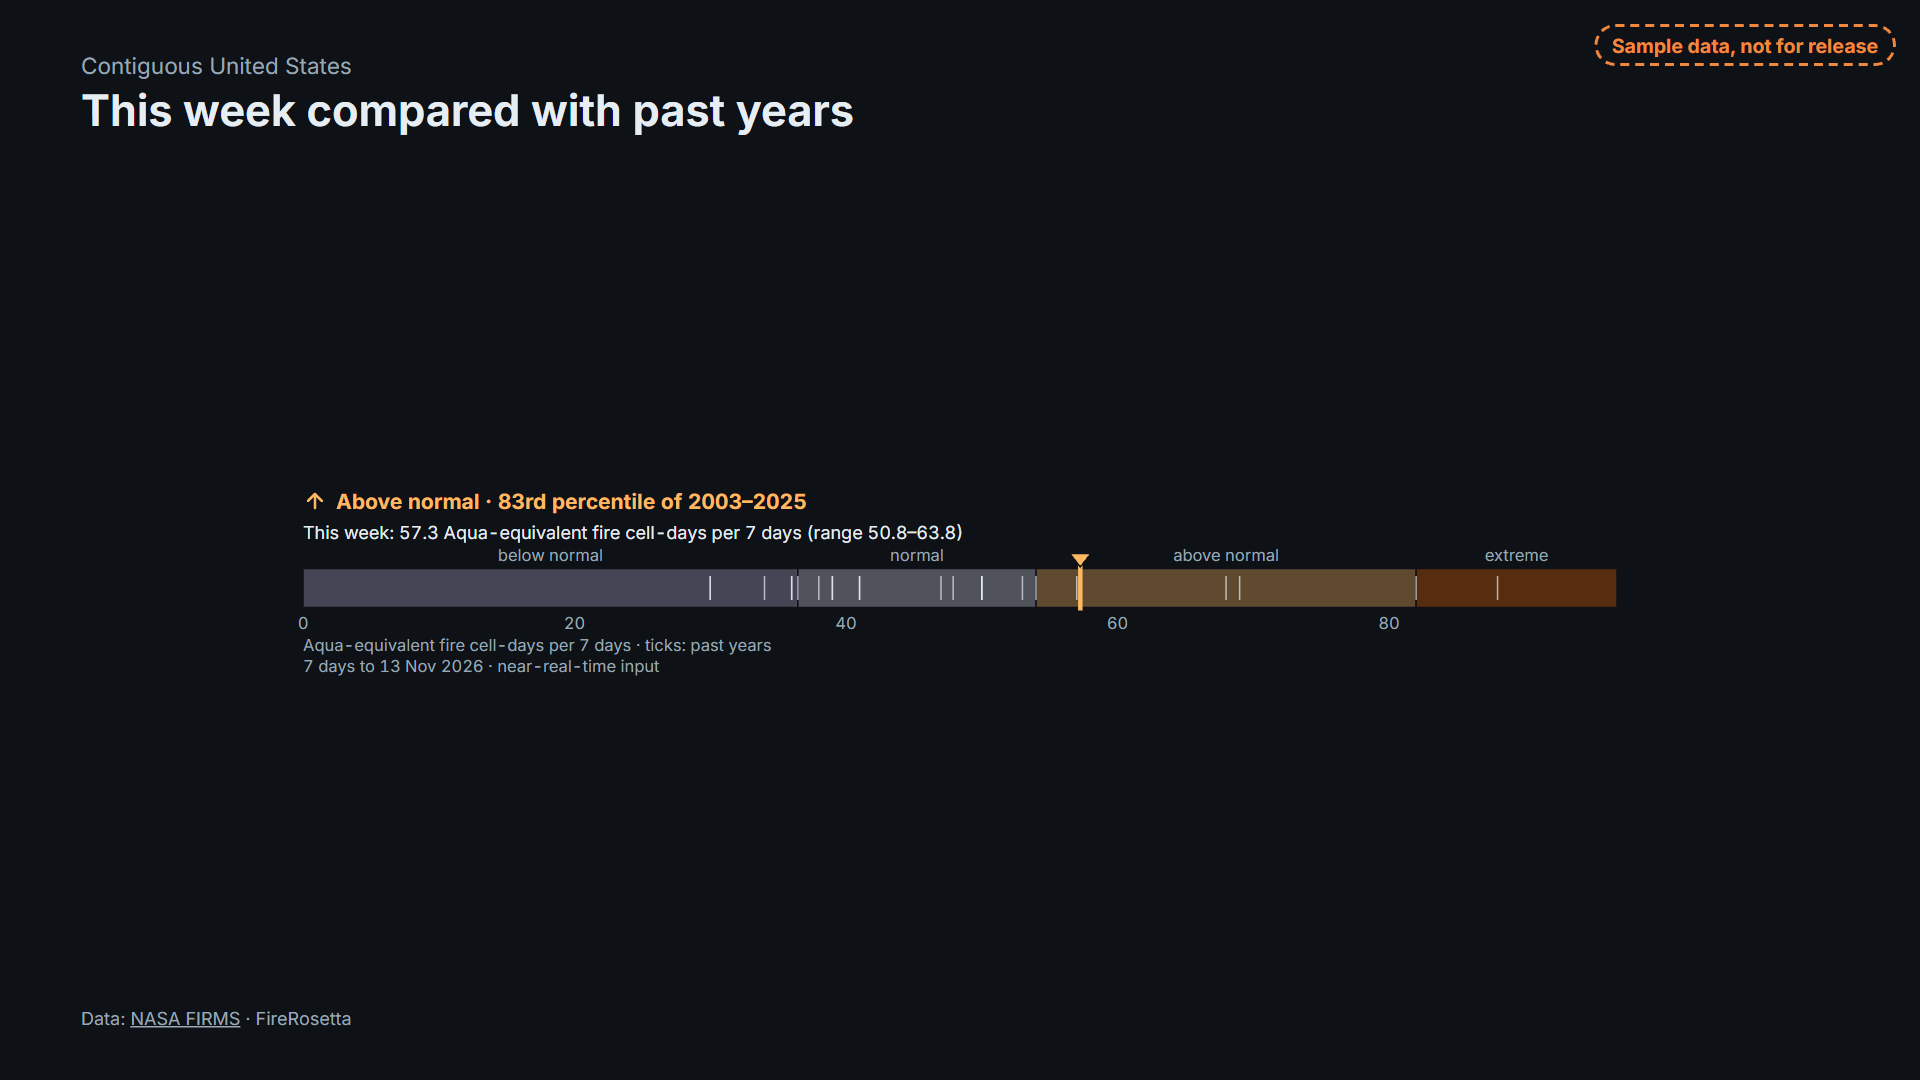 Contiguous United States
This week compared with past years
Sample data, not for release
Above normal · 83rd percentile of 2003–2025
This week: 57.3 Aqua-equivalent fire cell-days per 7 days (range 50.8–63.8)
below normal normal above normal extreme
0 20 40 60 80
Aqua-equivalent fire cell-days per 7 days · ticks: past years
7 days to 13 Nov 2026 · near-real-time input
Data: NASA FIRMS · FireRosetta